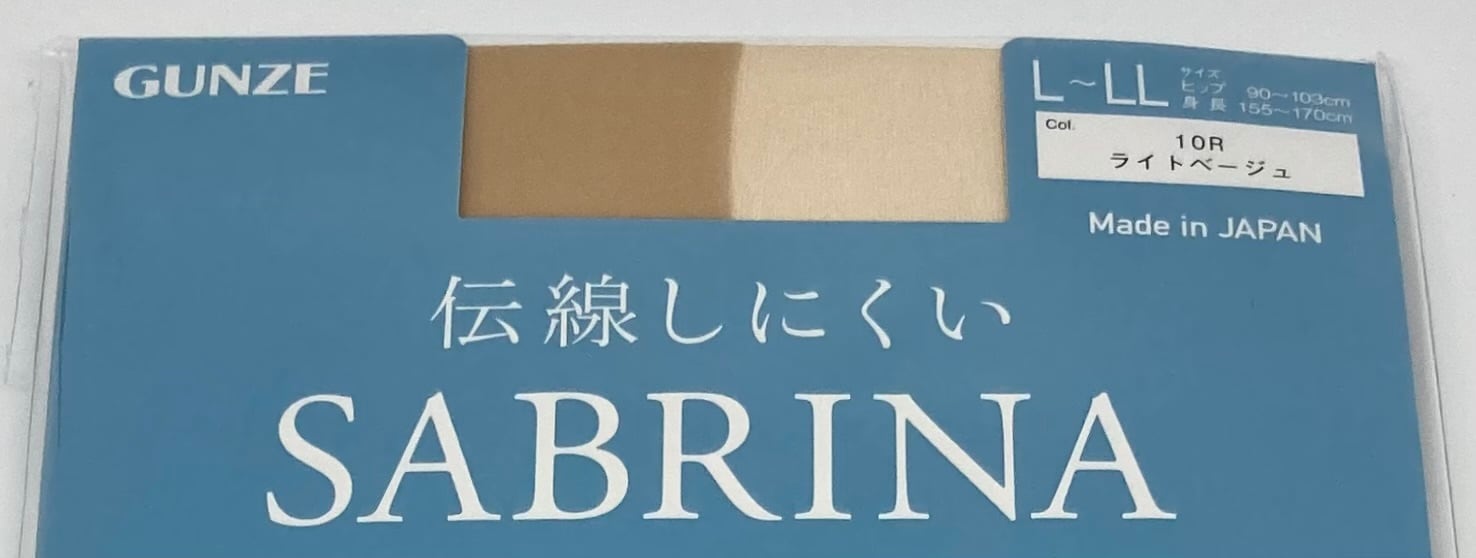 GUNZE
L～LL
サイズ
ヒップ 90～103cm
身長 155～170cm
Col.
10R
ライトベージュ
Made in JAPAN
伝線しにくい
SABRINA